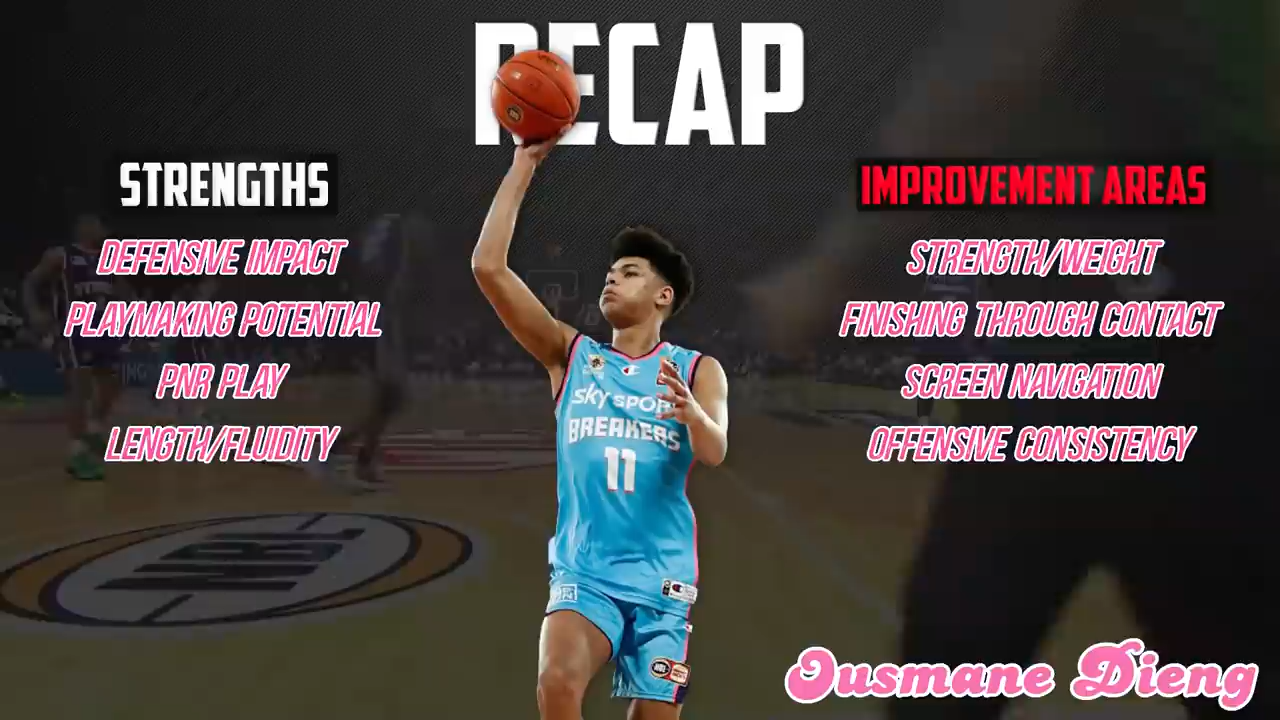 RECAP
STRENGTHS
DEFENSIVE IMPACT
PLAYMAKING POTENTIAL
PNR PLAY
LENGTH/FLUIDITY
IMPROVEMENT AREAS
STRENGTH/WEIGHT
FINISHING THROUGH CONTACT
SCREEN NAVIGATION
OFFENSIVE CONSISTENCY
sky SPORT
BREAKERS
11
NBL
Ousmane Dieng